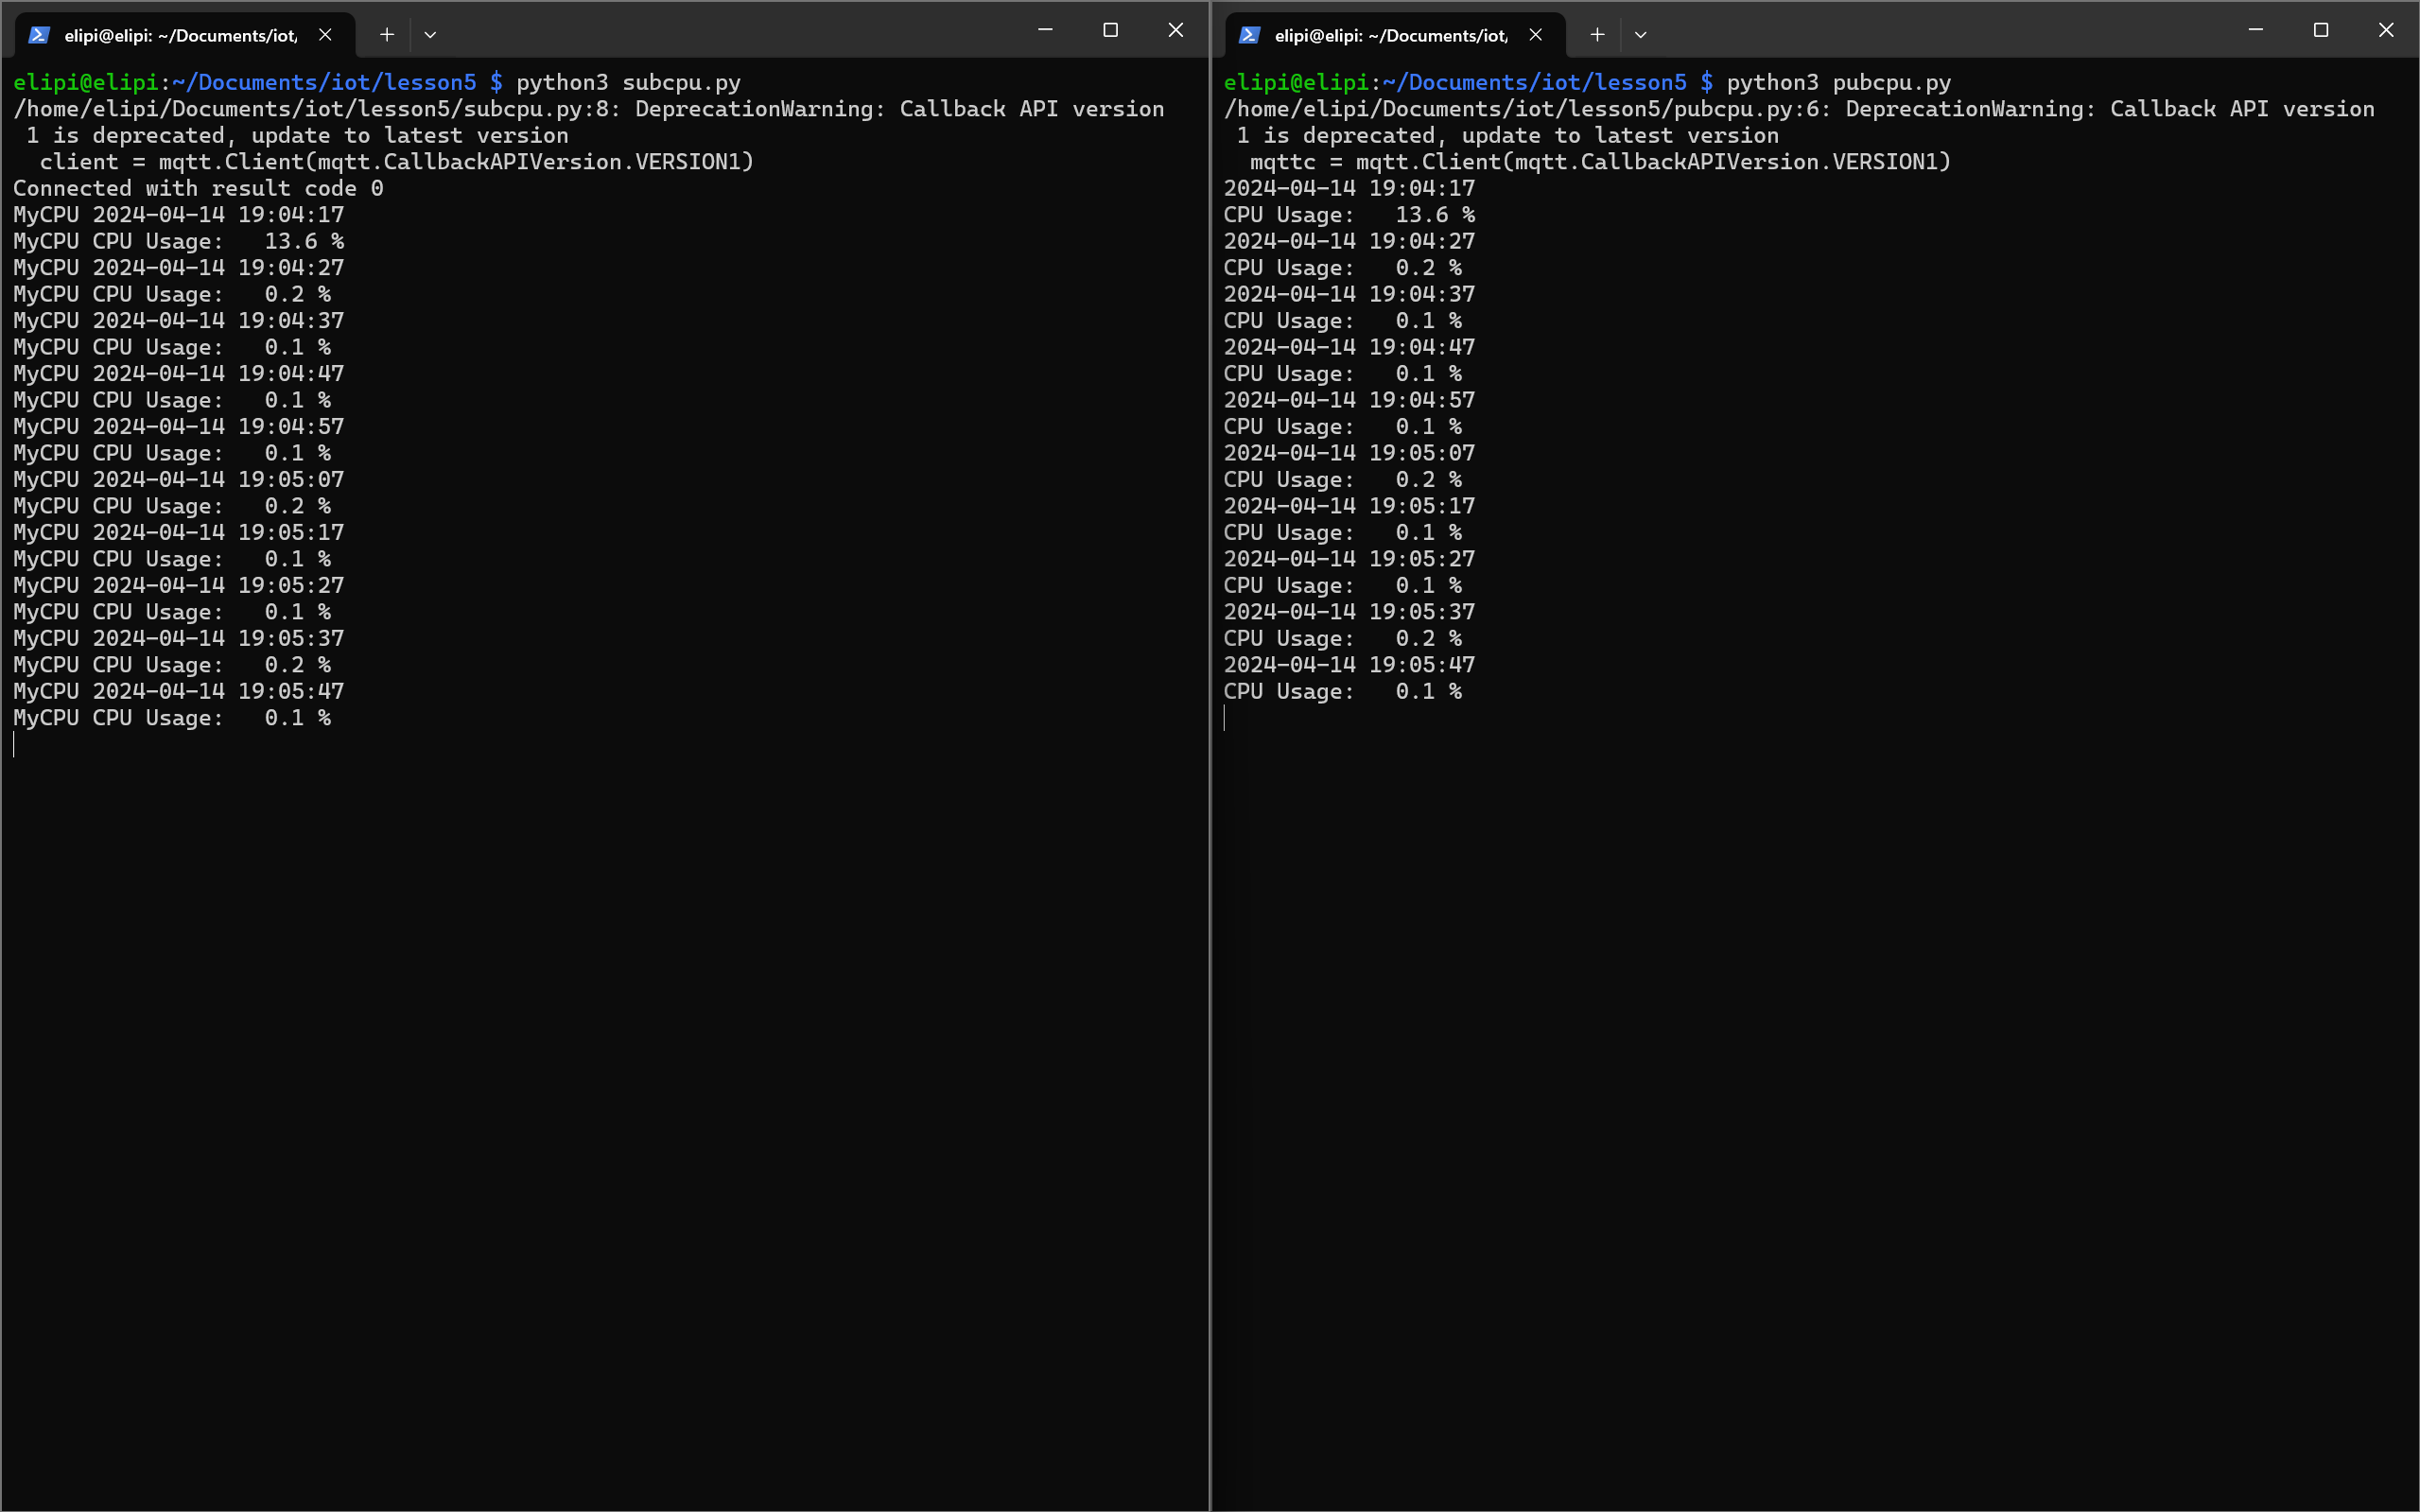 elipi@elipi: ~/Documents/iot,
elipi@elipi:~/Documents/iot/lesson5 $ python3 subcpu.py
/home/elipi/Documents/iot/lesson5/subcpu.py:8: DeprecationWarning: Callback API version
 1 is deprecated, update to latest version
  client = mqtt.Client(mqtt.CallbackAPIVersion.VERSION1)
Connected with result code 0
MyCPU 2024-04-14 19:04:17
MyCPU CPU Usage:   13.6 %
MyCPU 2024-04-14 19:04:27
MyCPU CPU Usage:   0.2 %
MyCPU 2024-04-14 19:04:37
MyCPU CPU Usage:   0.1 %
MyCPU 2024-04-14 19:04:47
MyCPU CPU Usage:   0.1 %
MyCPU 2024-04-14 19:04:57
MyCPU CPU Usage:   0.1 %
MyCPU 2024-04-14 19:05:07
MyCPU CPU Usage:   0.2 %
MyCPU 2024-04-14 19:05:17
MyCPU CPU Usage:   0.1 %
MyCPU 2024-04-14 19:05:27
MyCPU CPU Usage:   0.1 %
MyCPU 2024-04-14 19:05:37
MyCPU CPU Usage:   0.2 %
MyCPU 2024-04-14 19:05:47
MyCPU CPU Usage:   0.1 %
elipi@elipi: ~/Documents/iot,
elipi@elipi:~/Documents/iot/lesson5 $ python3 pubcpu.py
/home/elipi/Documents/iot/lesson5/pubcpu.py:6: DeprecationWarning: Callback API version
 1 is deprecated, update to latest version
  mqttc = mqtt.Client(mqtt.CallbackAPIVersion.VERSION1)
2024-04-14 19:04:17
CPU Usage:   13.6 %
2024-04-14 19:04:27
CPU Usage:   0.2 %
2024-04-14 19:04:37
CPU Usage:   0.1 %
2024-04-14 19:04:47
CPU Usage:   0.1 %
2024-04-14 19:04:57
CPU Usage:   0.1 %
2024-04-14 19:05:07
CPU Usage:   0.2 %
2024-04-14 19:05:17
CPU Usage:   0.1 %
2024-04-14 19:05:27
CPU Usage:   0.1 %
2024-04-14 19:05:37
CPU Usage:   0.2 %
2024-04-14 19:05:47
CPU Usage:   0.1 %